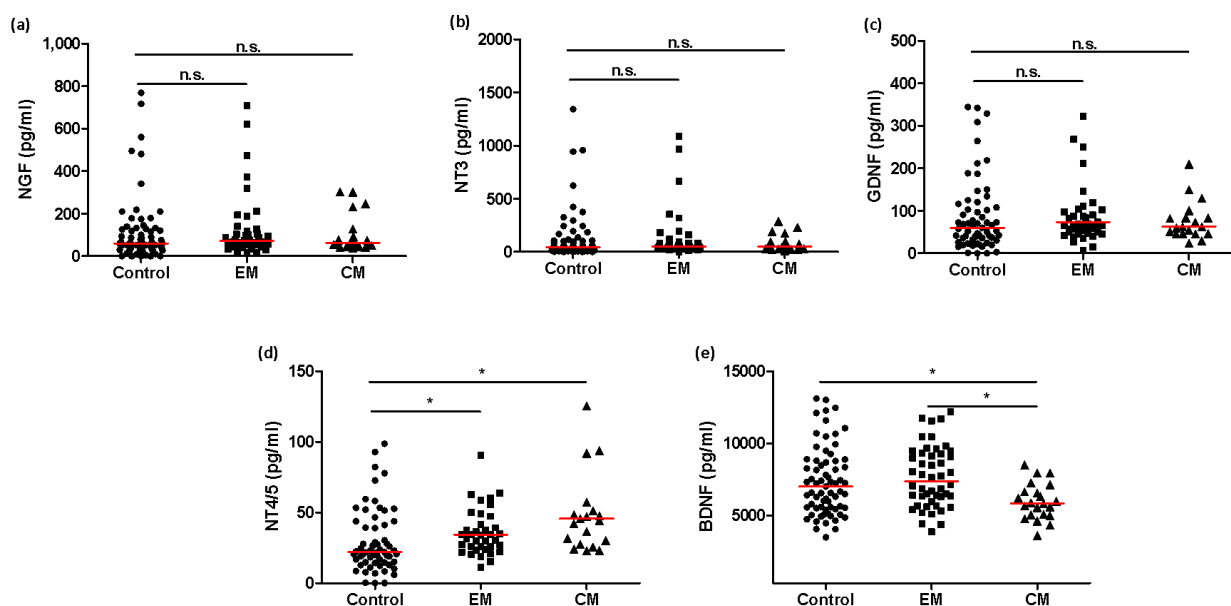 (a)
NGF (pg/ml)
1,000
800
600
400
200
0
n.s.
n.s.
Control EM CM
(b)
NT3 (pg/ml)
2000
1500
1000
500
0
n.s.
n.s.
Control EM CM
(c)
GDNF (pg/ml)
500
400
300
200
100
0
n.s.
n.s.
Control EM CM
(d)
NT4/5 (pg/ml)
150
100
50
0
*
*
Control EM CM
(e)
BDNF (pg/ml)
15000
10000
5000
*
*
Control EM CM